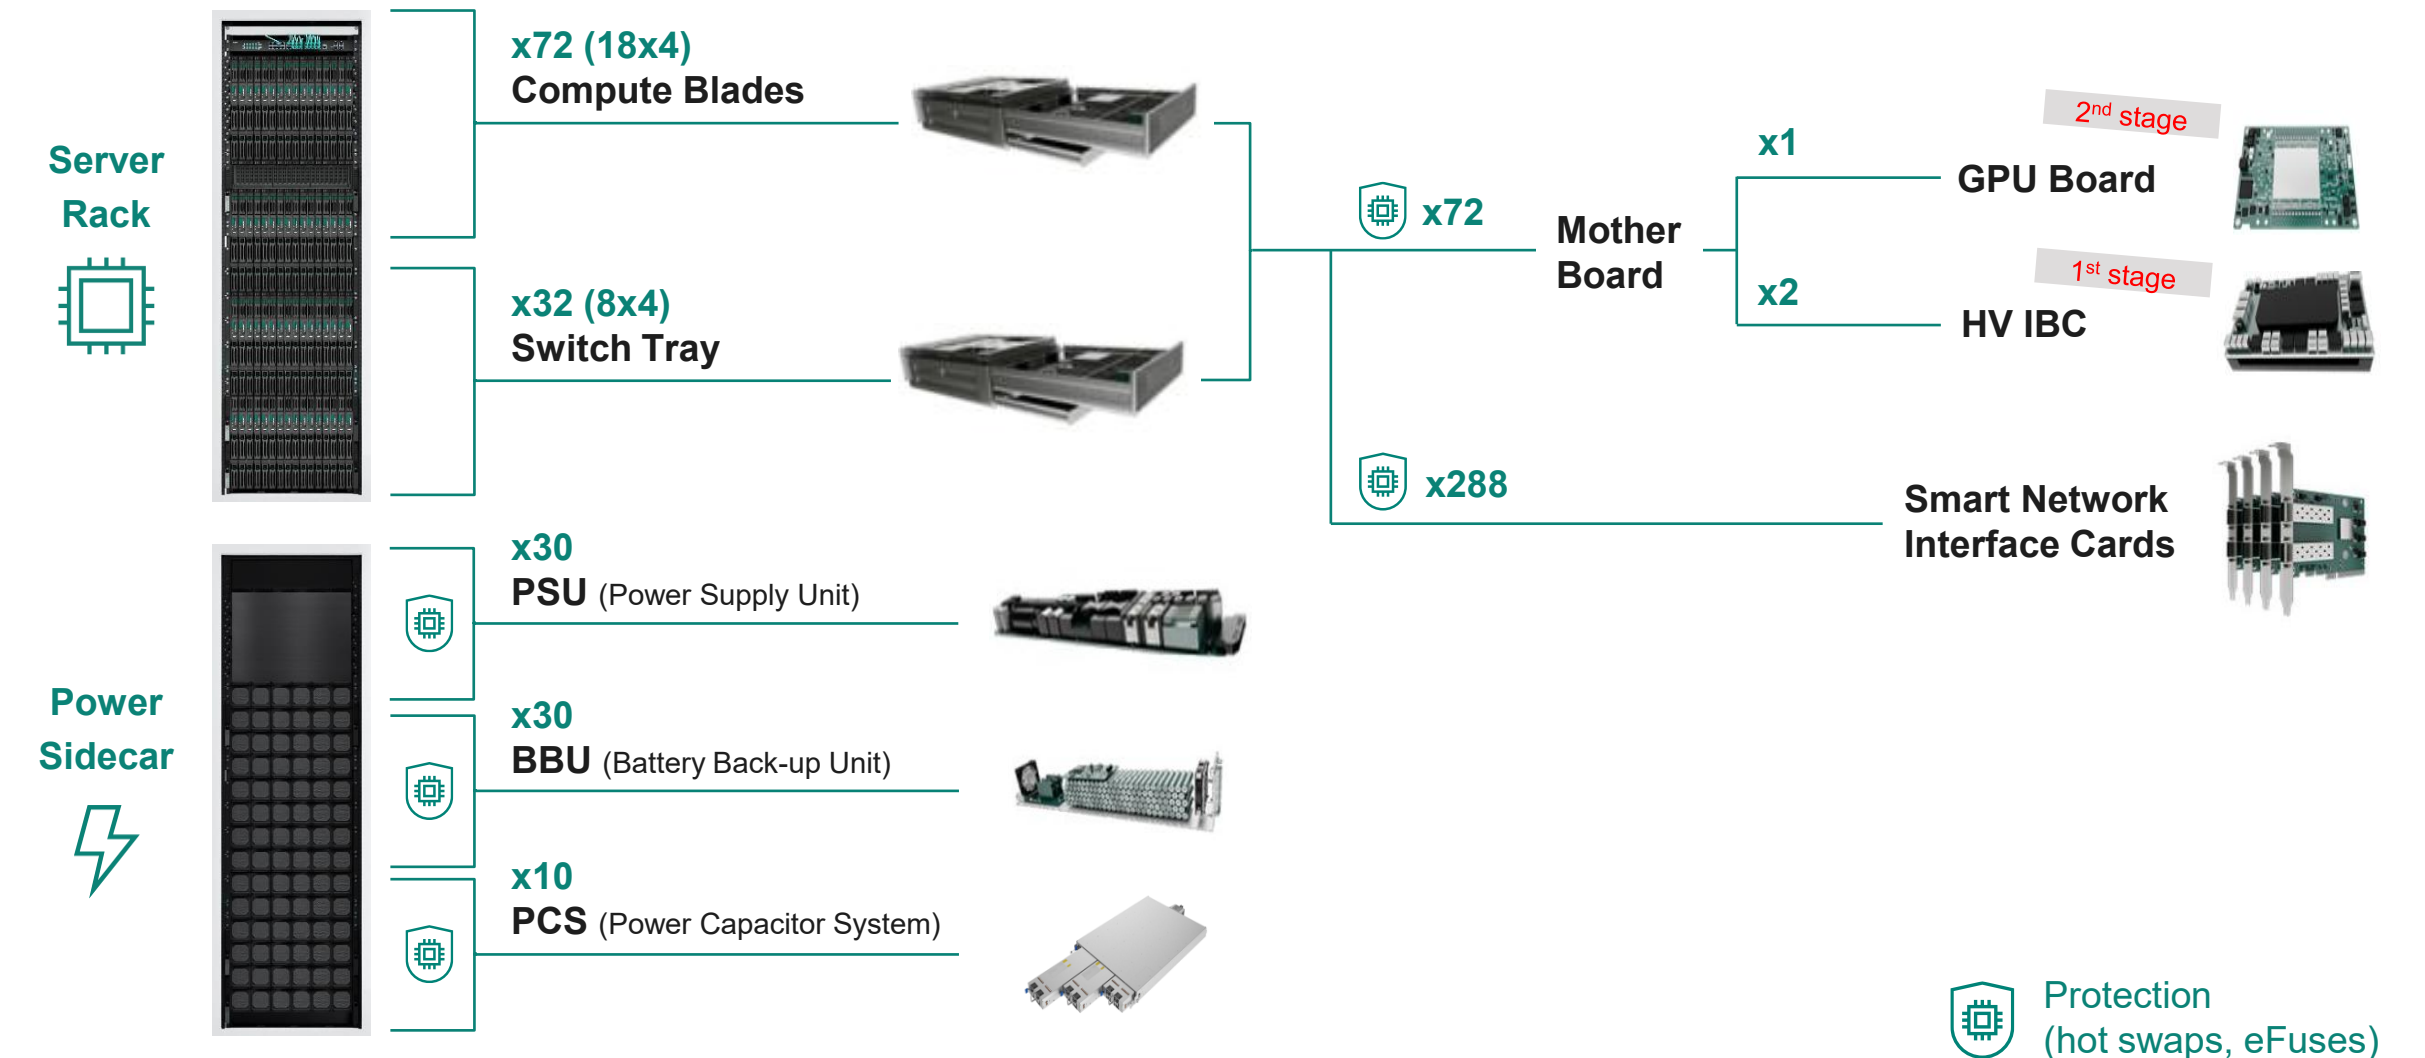 Server
Rack
x72 (18x4)
Compute Blades
x32 (8x4)
Switch Tray
x72
Mother
Board
x1
GPU Board
2nd stage
x2
HV IBC
1st stage
x288
Smart Network
Interface Cards
Power
Sidecar
x30
PSU (Power Supply Unit)
x30
BBU (Battery Back-up Unit)
x10
PCS (Power Capacitor System)
Protection
(hot swaps, eFuses)